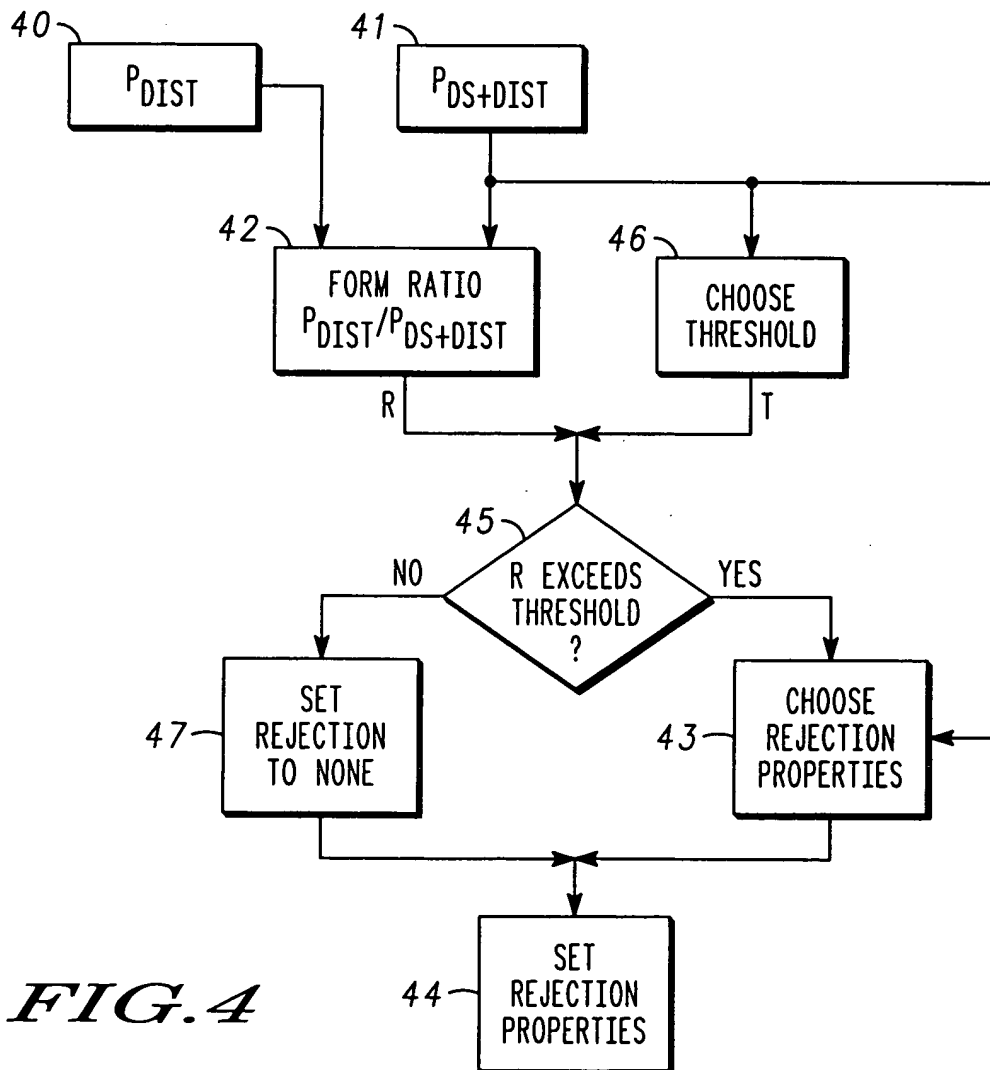 40
P_DIST
41
P_DS+DIST
42
FORM RATIO
P_DIST/P_DS+DIST
46
CHOOSE
THRESHOLD
R
T
45
R EXCEEDS
THRESHOLD
?
NO
YES
47
SET
REJECTION
TO NONE
43
CHOOSE
REJECTION
PROPERTIES
44
SET
REJECTION
PROPERTIES
FIG.4